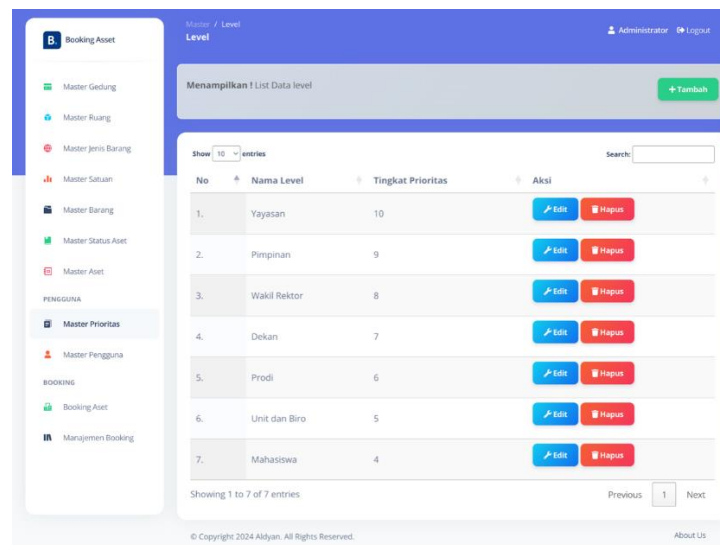 B. Booking Asset
Master Gedung
Master Ruang
Master Jenis Barang
Master Satuan
Master Barang
Master Status Aset
Master Aset
PENGGUNA
Master Prioritas
Master Pengguna
BOOKING
Booking Aset
Manajemen Booking
Master / Level
Level
Administrator Logout
Menampilkan ! List Data level
+Tambah
Show 10 entries
Search:
No Nama Level Tingkat Prioritas Aksi
1. Yayasan 10 Edit Hapus
2. Pimpinan 9 Edit Hapus
3. Wakil Rektor 8 Edit Hapus
4. Dekan 7 Edit Hapus
5. Prodi 6 Edit Hapus
6. Unit dan Biro 5 Edit Hapus
7. Mahasiswa 4 Edit Hapus
Showing 1 to 7 of 7 entries
Previous 1 Next
© Copyright 2024 Aldyan. All Rights Reserved.
About Us